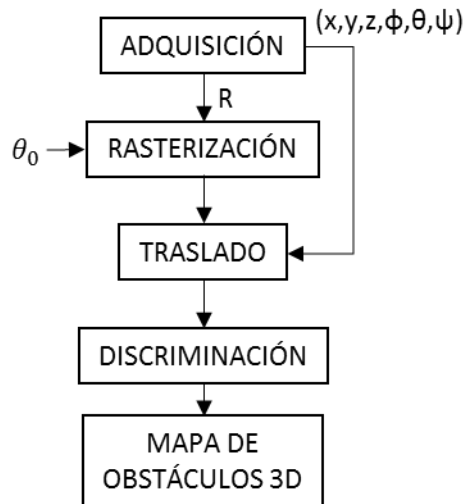 ADQUISICIÓN
(x,y,z,ϕ,θ,ψ)
R
θ₀
RASTERIZACIÓN
TRASLADO
DISCRIMINACIÓN
MAPA DE
OBSTÁCULOS 3D